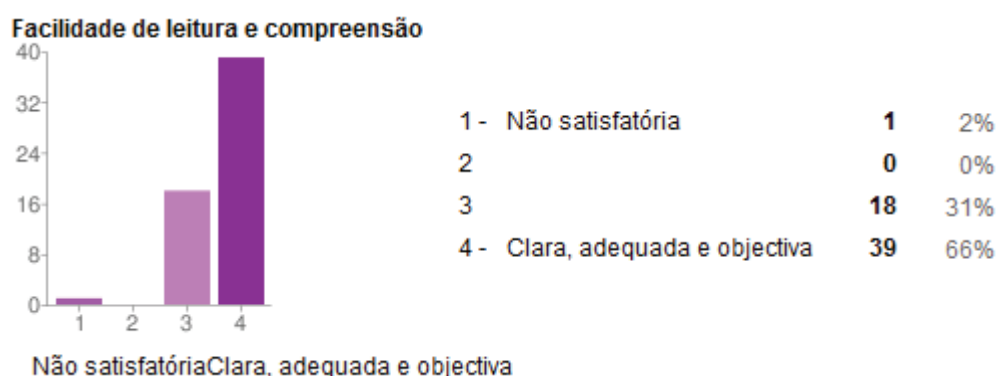 Facilidade de leitura e compreensão
40
32
24
16
8
0
1 2 3 4
Não satisfatóriaClara, adequada e objectiva
1 - Não satisfatória 1 2%
2 0 0%
3 18 31%
4 - Clara, adequada e objectiva 39 66%